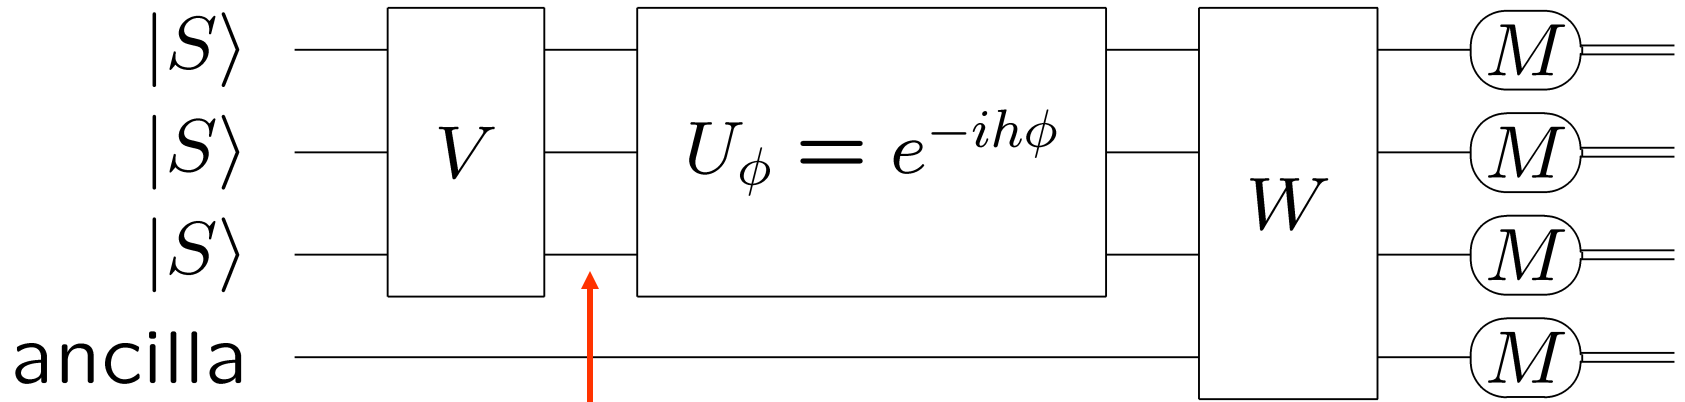 |S⟩ V U_ϕ = e^{-ihϕ} W M
|S⟩ M
|S⟩ M
ancilla M